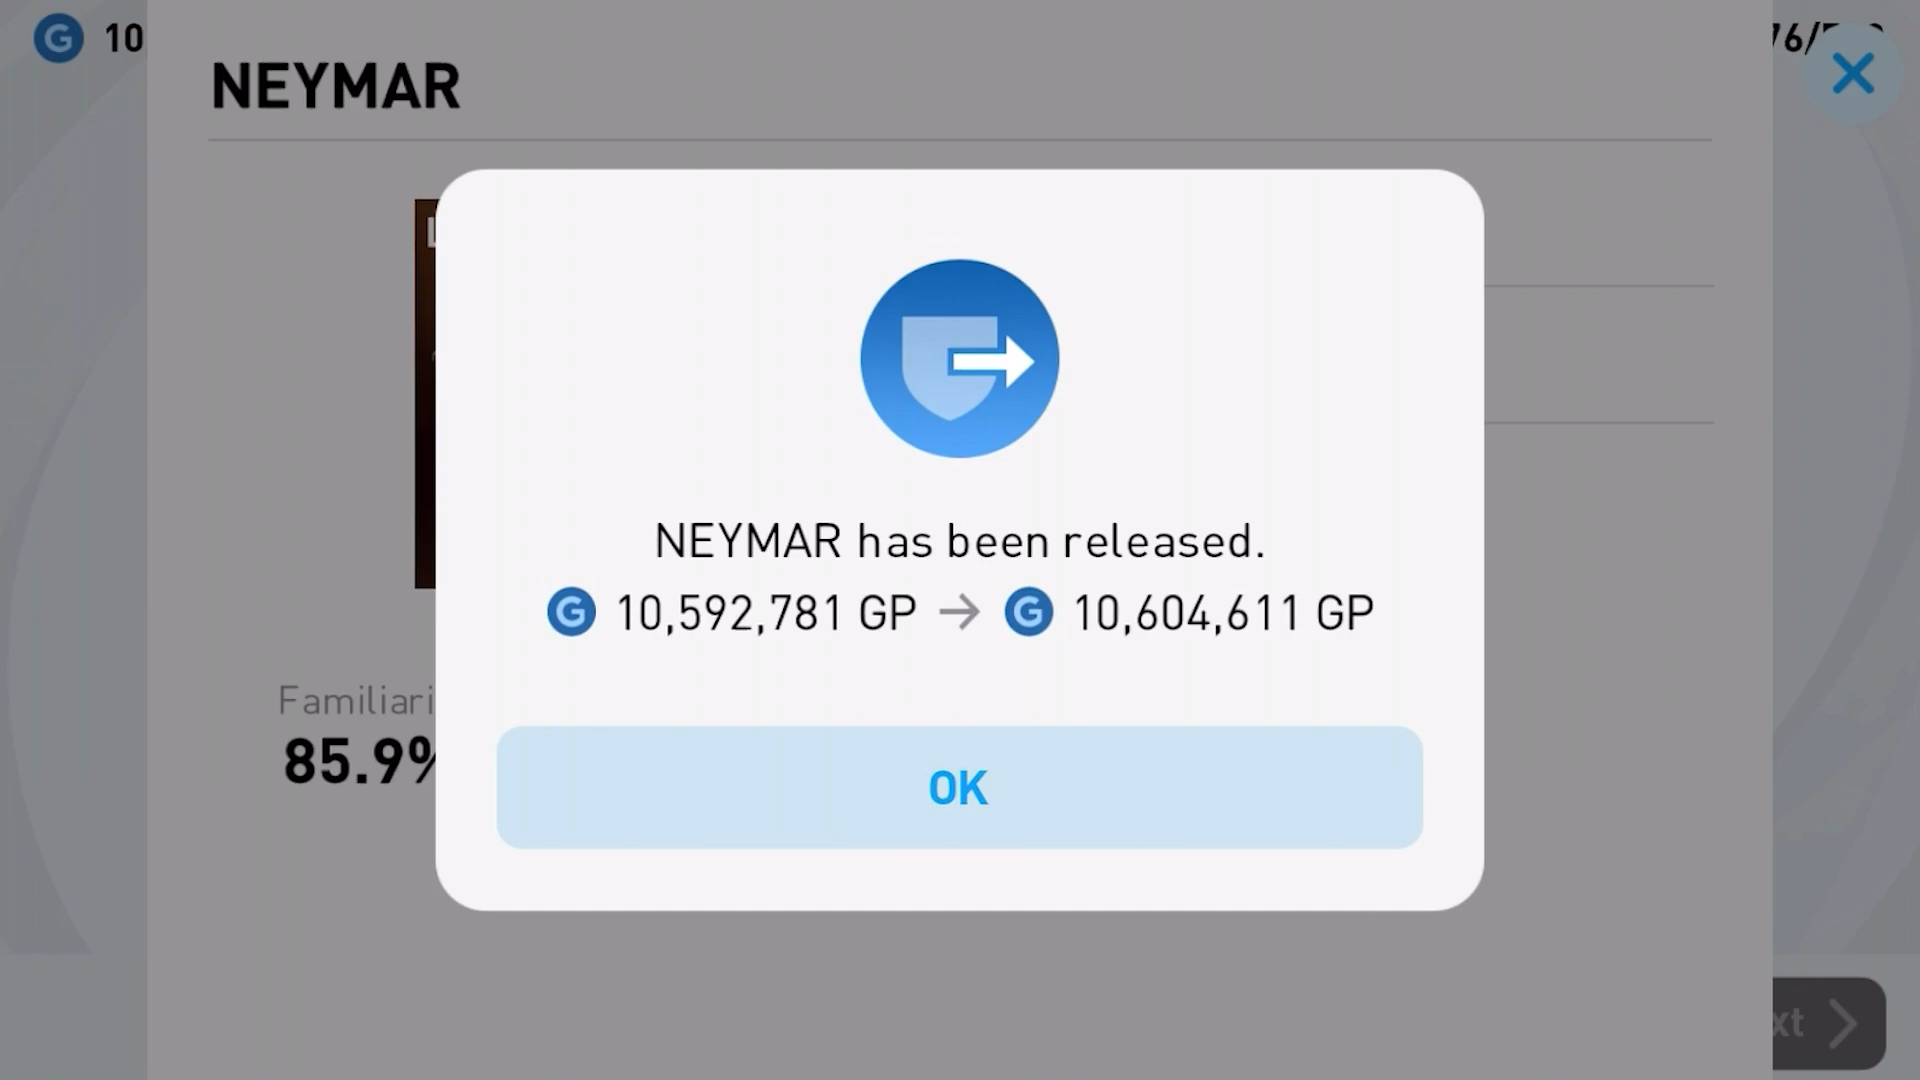 G 10
NEYMAR
NEYMAR has been released.
G 10,592,781 GP → G 10,604,611 GP
85.9%
OK